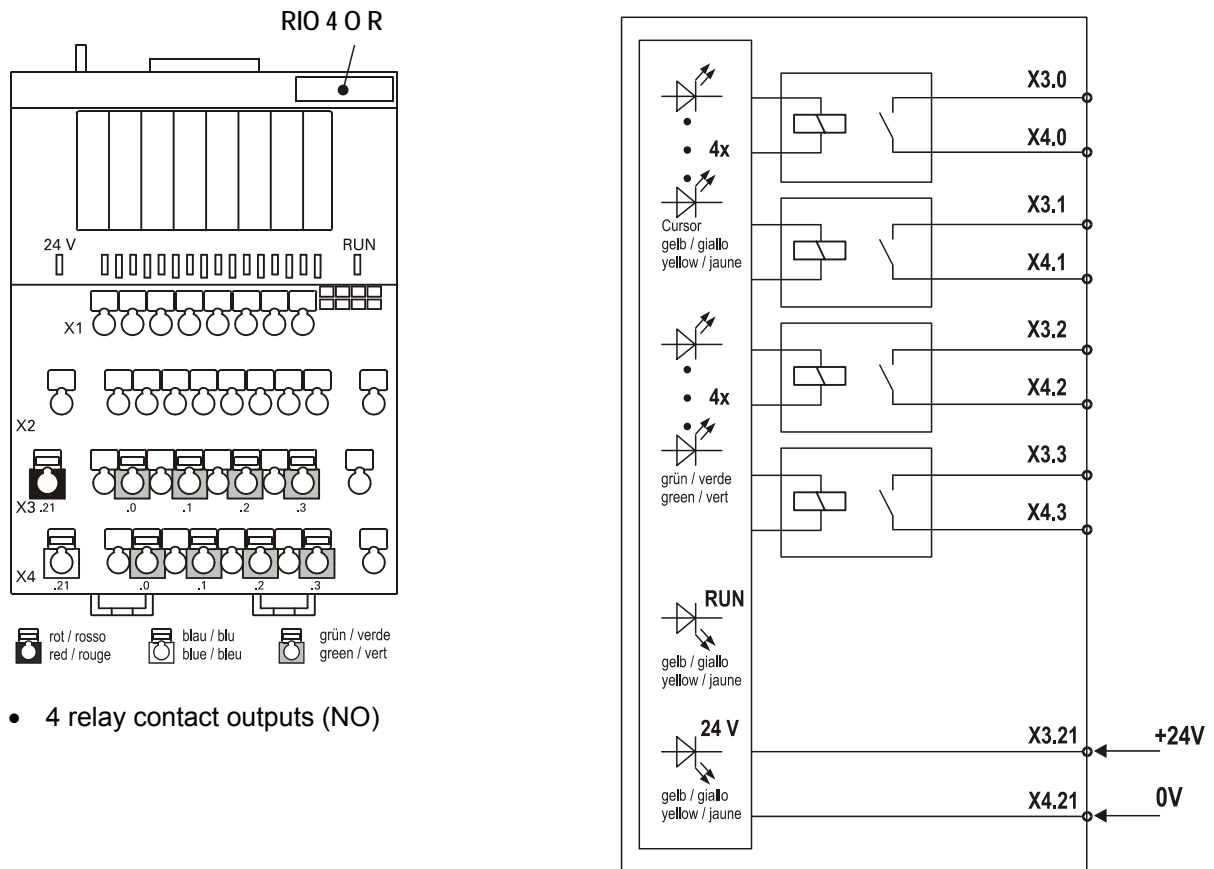 RIO 4 O R
24 V
RUN
X1
X2
X3 .21 .0 .1 .2 .3
X4 .21 .0 .1 .2 .3
rot / rosso
red / rouge
blau / blu
blue / bleu
grün / verde
green / vert
• 4 relay contact outputs (NO)
4x
Cursor
gelb / giallo
yellow / jaune
4x
grün / verde
green / vert
RUN
gelb / giallo
yellow / jaune
24 V
gelb / giallo
yellow / jaune
X3.0
X4.0
X3.1
X4.1
X3.2
X4.2
X3.3
X4.3
X3.21
+24V
X4.21
0V